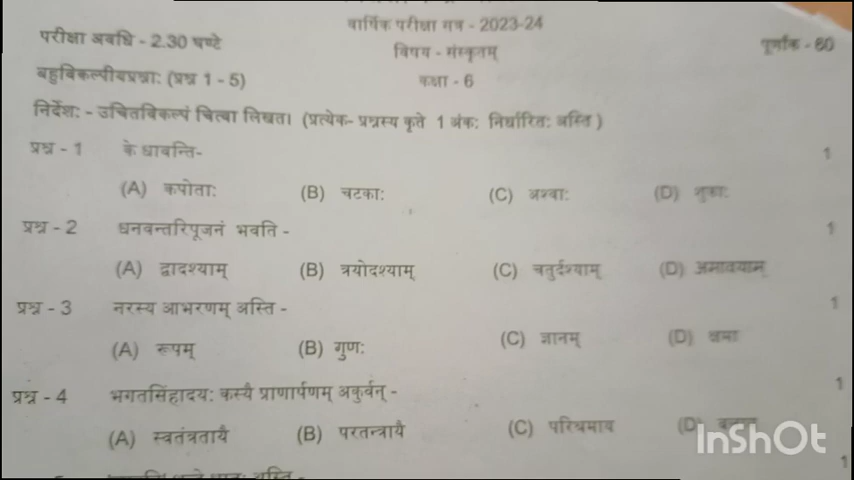 वार्षिक परीक्षा सत्र - 2023-24
परीक्षा अवधि - 2.30 घण्टे
विषय - संस्कृतम्
पूर्णांक - 60
बहुविकल्पीयप्रश्नाः (प्रश्न 1 - 5)
कक्षा - 6
निर्देशः - उचितविकल्पं चित्वा लिखत। (प्रत्येक- प्रश्नस्य कृते 1 अंकः निर्धारितः अस्ति)
प्रश्न - 1 के धावन्ति- 1
(A) कपोताः (B) चटकाः (C) अश्वाः (D) शुकाः
प्रश्न - 2 धनवन्तरिपूजनं भवति - 1
(A) द्वादश्याम् (B) त्रयोदश्याम् (C) चतुर्दश्याम् (D) अमावयाम्
प्रश्न - 3 नरस्य आभरणम् अस्ति - 1
(A) रूपम् (B) गुणः (C) ज्ञानम् (D) क्षमा
प्रश्न - 4 भगतसिंहादयः कस्यै प्राणार्पणम् अकुर्वन् - 1
(A) स्वतंत्रतायै (B) परतन्त्रायै (C) परिश्रमाय (D)
1
InShOt